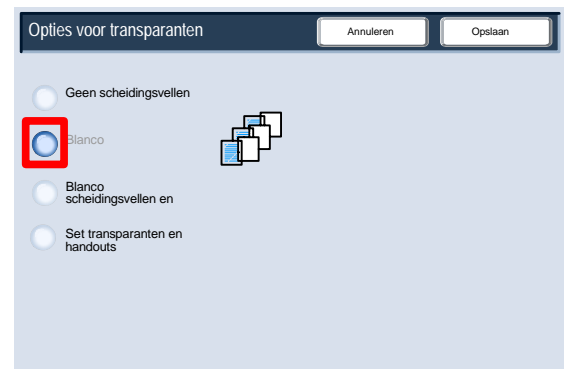 Opties voor transparanten
Annuleren
Opslaan
Geen scheidingsvellen
Blanco
Blanco
scheidingsvellen en
Set transparanten en
handouts